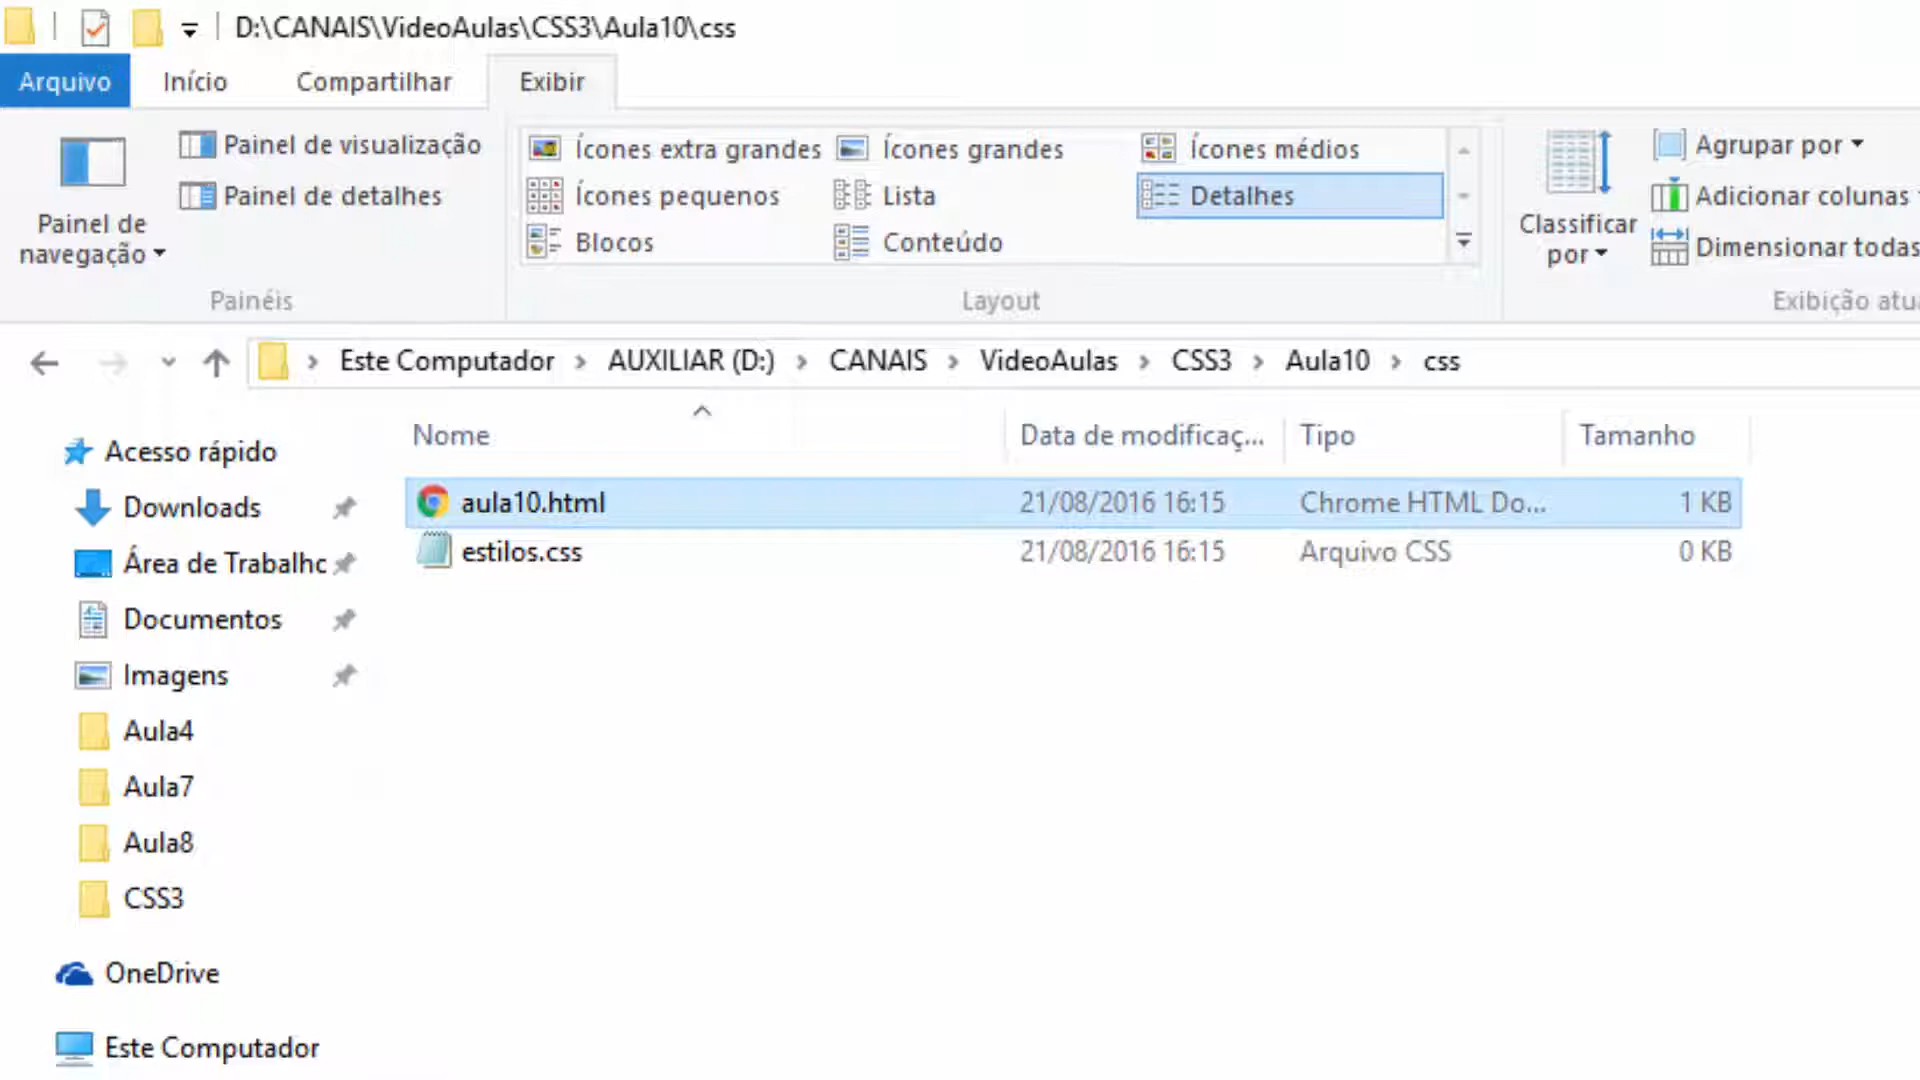 D:\CANAIS\VideoAulas\CSS3\Aula10\css
Arquivo Início Compartilhar Exibir
Painel de navegação
Painel de visualização
Painel de detalhes
Painéis
Ícones extra grandes Ícones grandes Ícones médios
Ícones pequenos Lista Detalhes
Blocos Conteúdo
Layout
Classificar por
Agrupar por
Adicionar colunas
Dimensionar todas
Exibição atu
Este Computador > AUXILIAR (D:) > CANAIS > VideoAulas > CSS3 > Aula10 > css
Nome Data de modificaç... Tipo Tamanho
aula10.html 21/08/2016 16:15 Chrome HTML Do... 1 KB
estilos.css 21/08/2016 16:15 Arquivo CSS 0 KB
Acesso rápido
Downloads
Área de Trabalhc
Documentos
Imagens
Aula4
Aula7
Aula8
CSS3
OneDrive
Este Computador